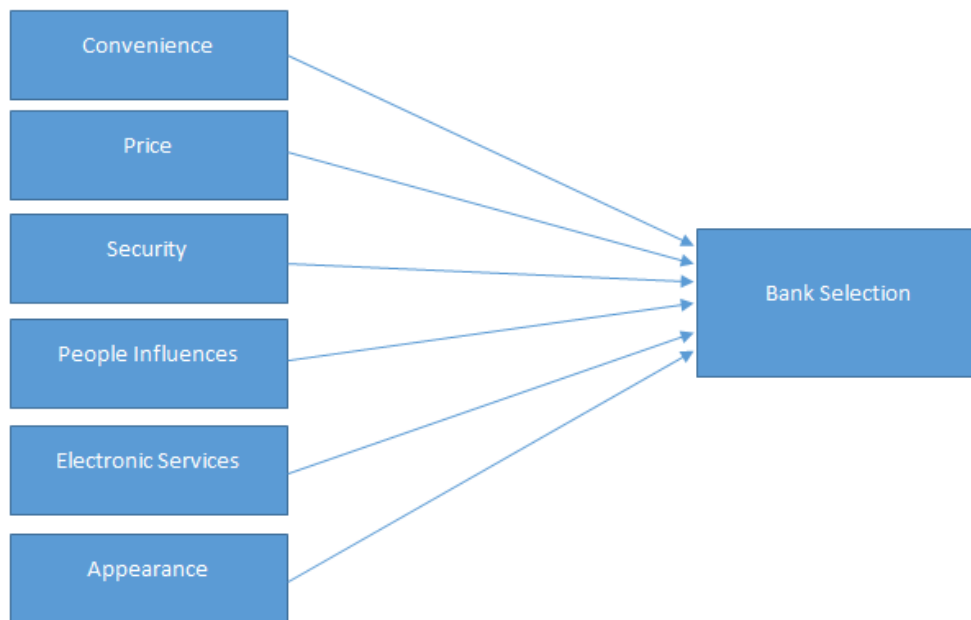 Convenience
Price
Security
People Influences
Electronic Services
Appearance
Bank Selection